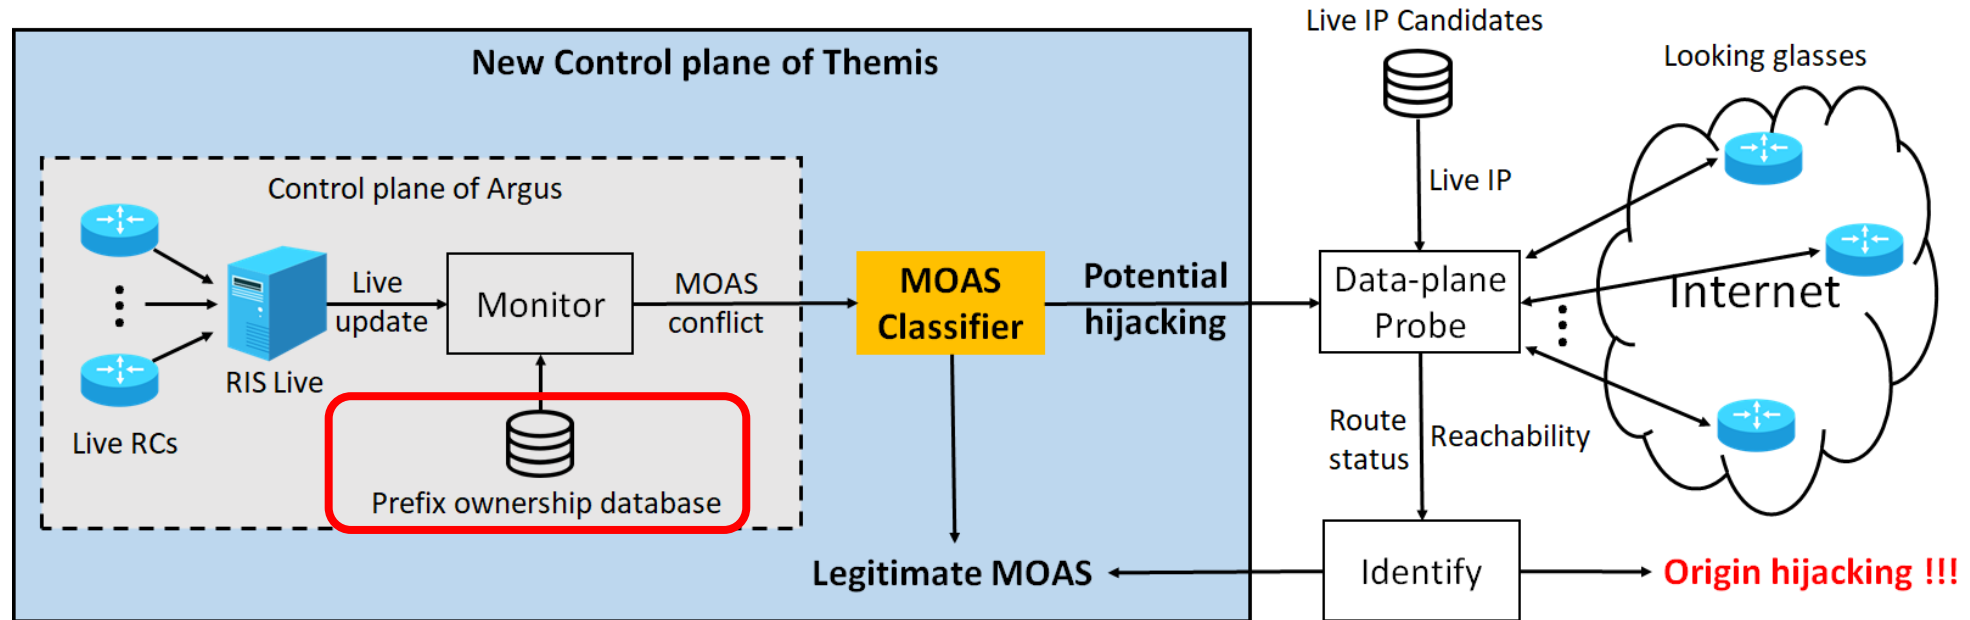 New Control plane of Themis
Control plane of Argus
Live RCs
RIS Live
Live
update
Monitor
MOAS
conflict
Prefix ownership database
MOAS
Classifier
Potential
hijacking
Legitimate MOAS
Live IP Candidates
Live IP
Data-plane
Probe
Route
status
Reachability
Identify
Origin hijacking !!!
Looking glasses
Internet